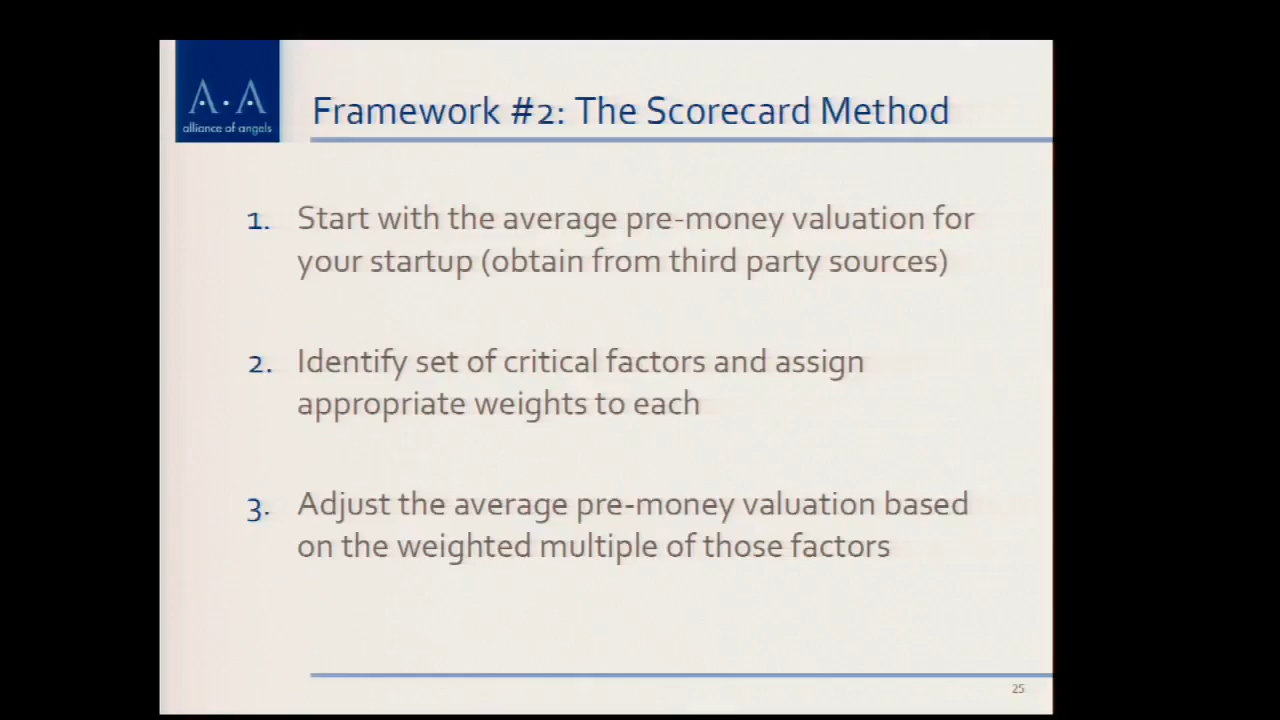 A·A
alliance of angels
Framework #2: The Scorecard Method
1. Start with the average pre-money valuation for
your startup (obtain from third party sources)
2. Identify set of critical factors and assign
appropriate weights to each
3. Adjust the average pre-money valuation based
on the weighted multiple of those factors
25